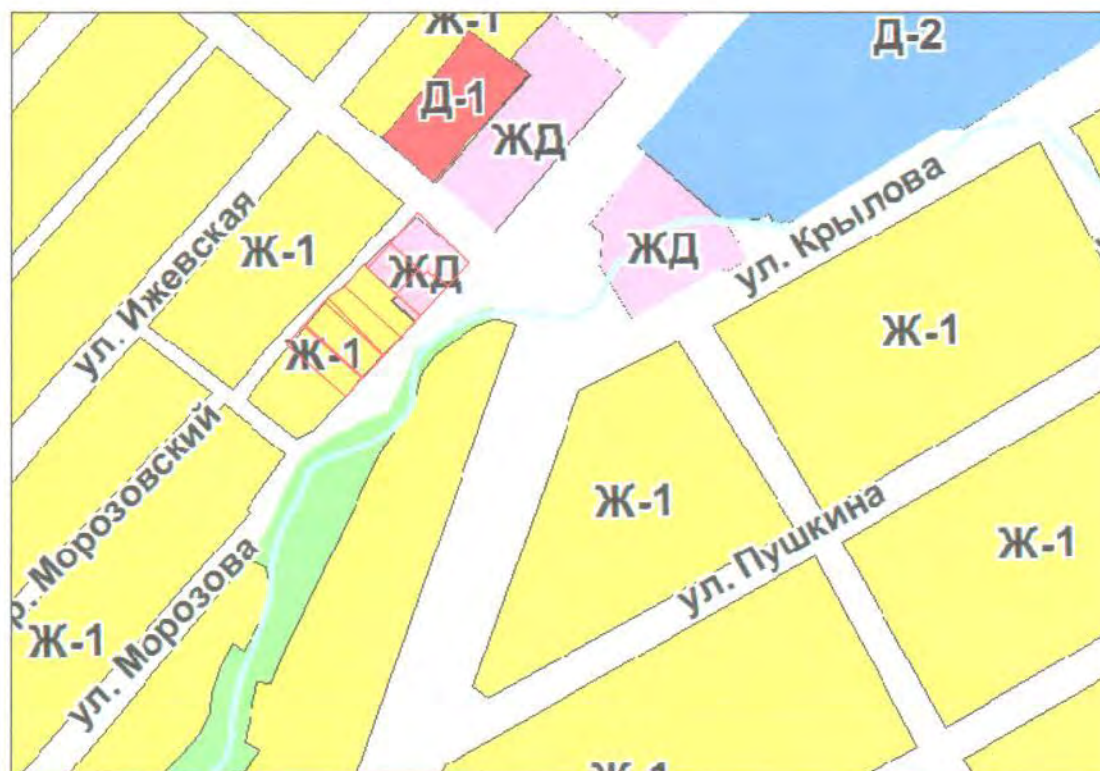 Ж-1
Д-2
Д-1
ЖД
ул. Ижевская
Ж-1
ЖД
ЖД
ул. Крылова
Ж-1
Ж-1
р. Морозовский
Ж-1
ул. Пушкина
Ж-1
Ж-1
ул. Морозова
Ж-1